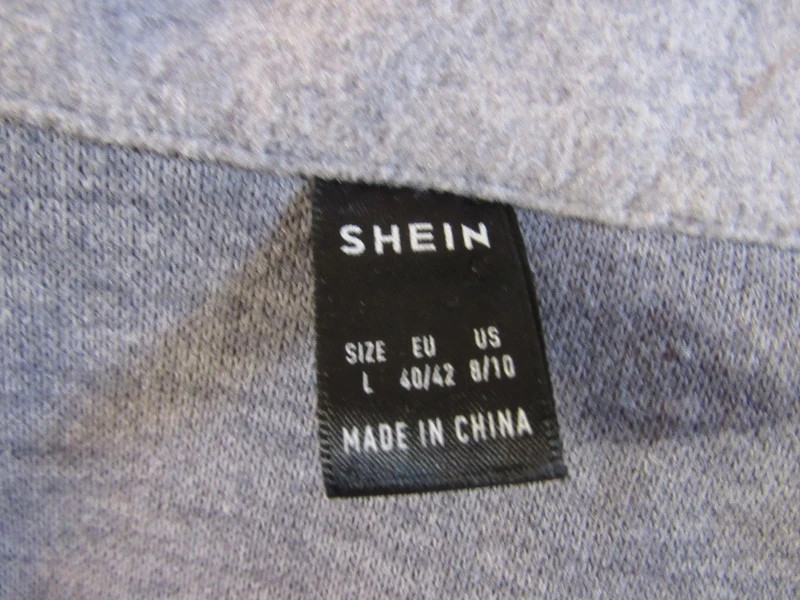 SHEIN
SIZE EU US
L 40/42 8/10
MADE IN CHINA